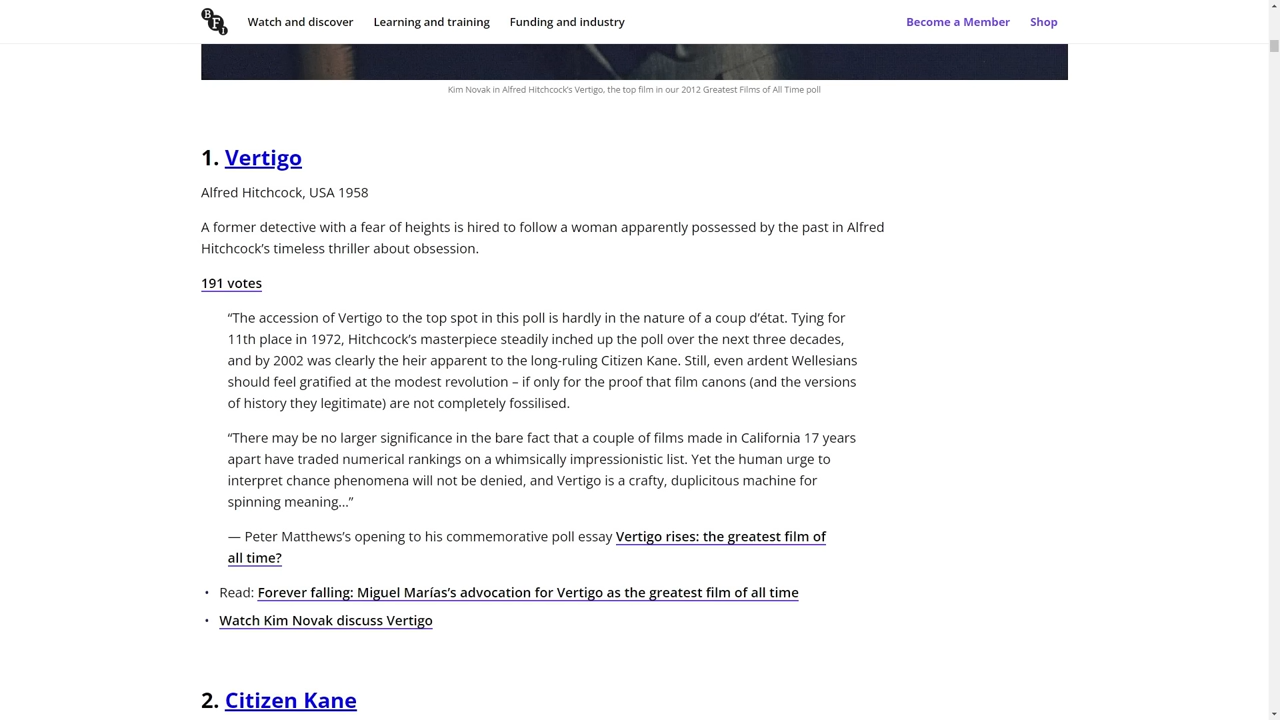 BFI
Watch and discover
Learning and training
Funding and industry
Become a Member
Shop
Kim Novak in Alfred Hitchcock’s Vertigo, the top film in our 2012 Greatest Films of All Time poll
1. Vertigo
Alfred Hitchcock, USA 1958
A former detective with a fear of heights is hired to follow a woman apparently possessed by the past in Alfred
Hitchcock’s timeless thriller about obsession.
191 votes
“The accession of Vertigo to the top spot in this poll is hardly in the nature of a coup d’état. Tying for
11th place in 1972, Hitchcock’s masterpiece steadily inched up the poll over the next three decades,
and by 2002 was clearly the heir apparent to the long-ruling Citizen Kane. Still, even ardent Wellesians
should feel gratified at the modest revolution – if only for the proof that film canons (and the versions
of history they legitimate) are not completely fossilised.
“There may be no larger significance in the bare fact that a couple of films made in California 17 years
apart have traded numerical rankings on a whimsically impressionistic list. Yet the human urge to
interpret chance phenomena will not be denied, and Vertigo is a crafty, duplicitous machine for
spinning meaning…”
— Peter Matthews’s opening to his commemorative poll essay Vertigo rises: the greatest film of
all time?
• Read: Forever falling: Miguel Marías’s advocation for Vertigo as the greatest film of all time
• Watch Kim Novak discuss Vertigo
2. Citizen Kane